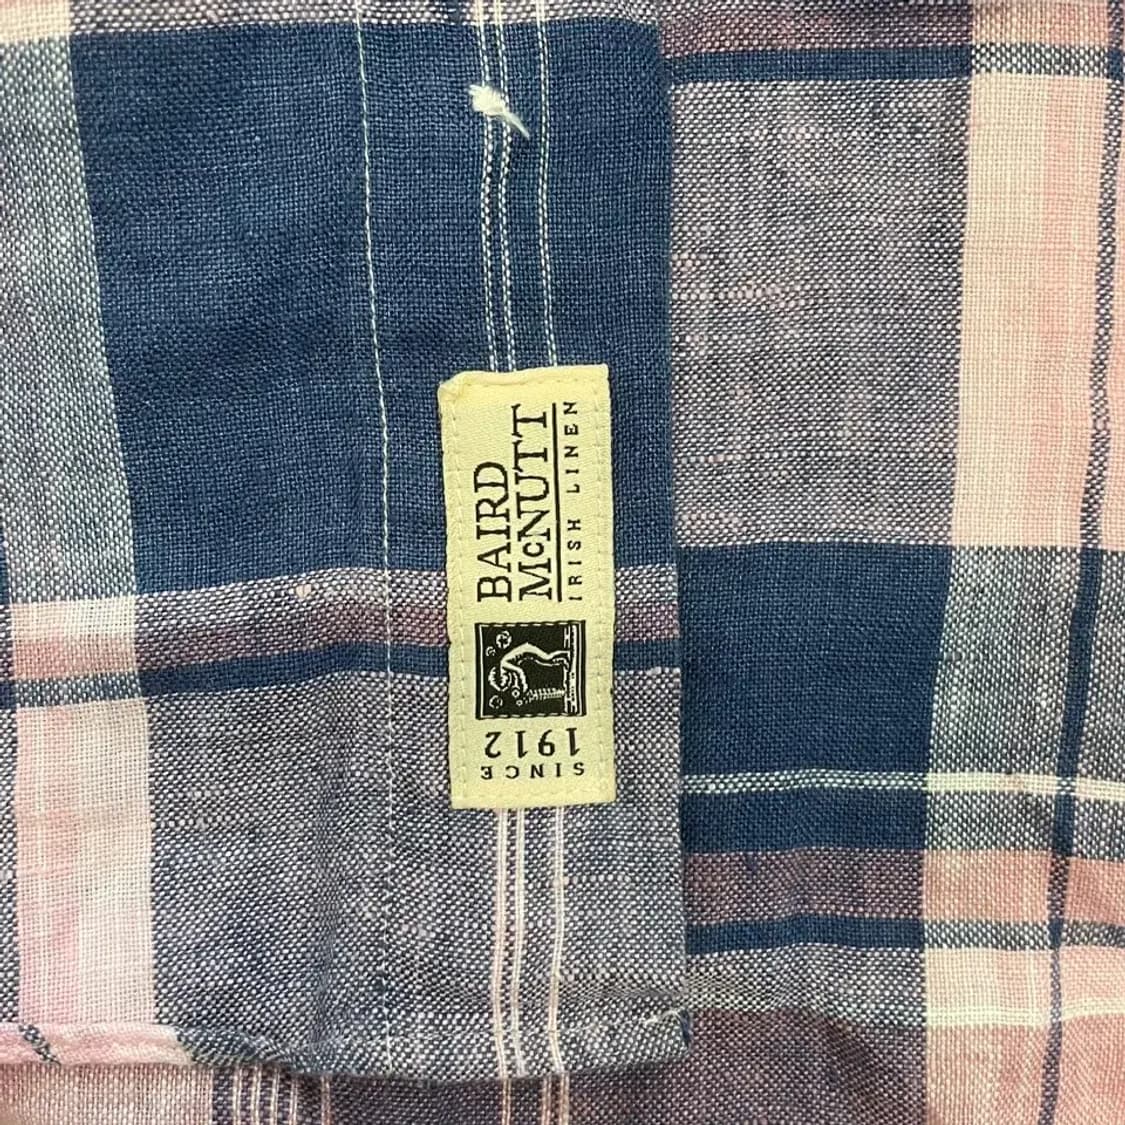 BAIRD
McNUTT
IRISH LINEN
SINCE
1912